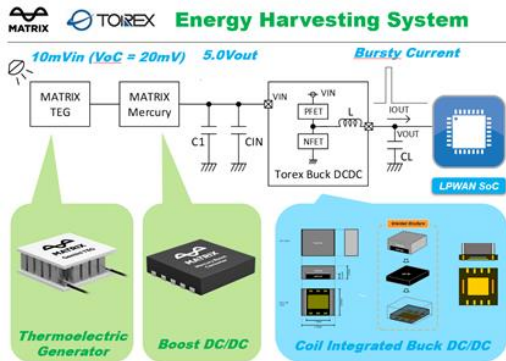 MATRIX
TOIREX
Energy Harvesting System
10mVin (VoC = 20mV)
5.0Vout
Bursty Current
MATRIX
TEG
MATRIX
Mercury
VIN
VIN
PFET
NFET
L
IOUT
VOUT
C1
CIN
CL
Torex Buck DCDC
LPWAN SoC
MATRIX
MATRIX
Thermoelectric
Generator
Boost DC/DC
Coil Integrated Buck DC/DC